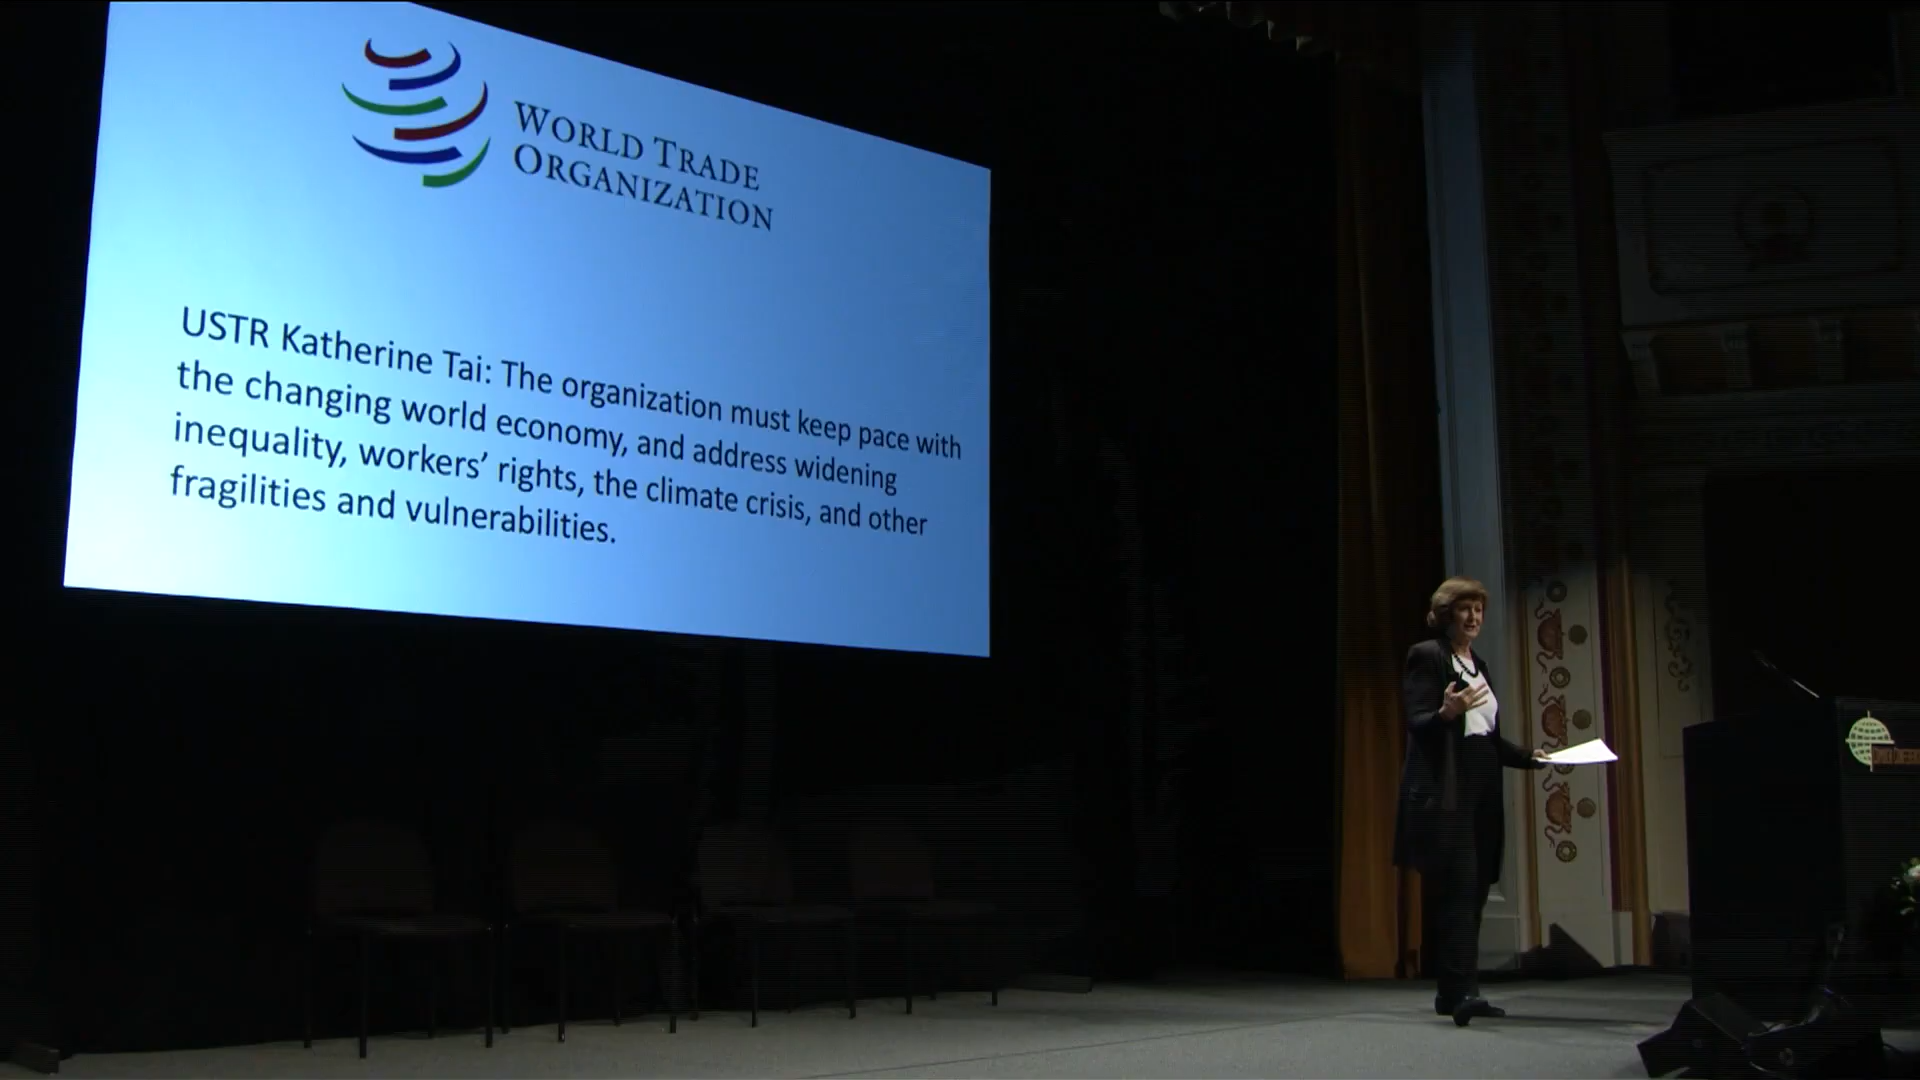 WORLD TRADE
ORGANIZATION
USTR Katherine Tai: The organization must keep pace with
the changing world economy, and address widening
inequality, workers’ rights, the climate crisis, and other
fragilities and vulnerabilities.